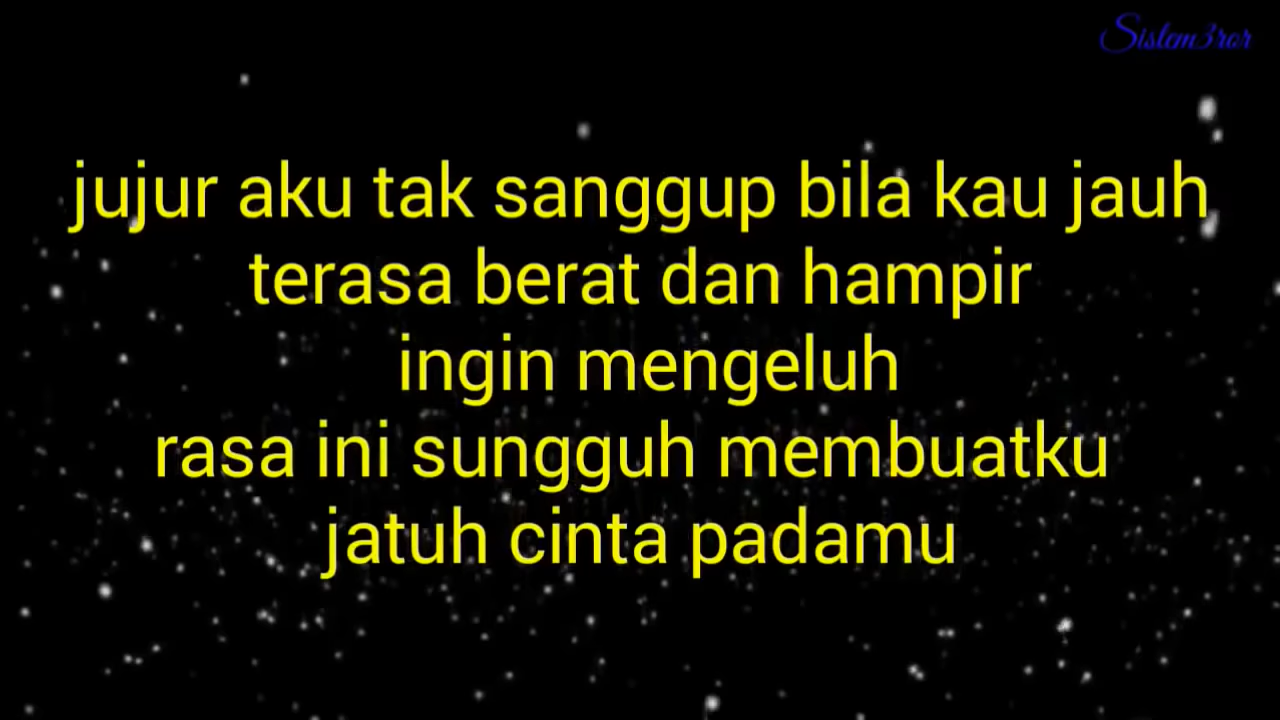 Sistem3ror
jujur aku tak sanggup bila kau jauh
terasa berat dan hampir
ingin mengeluh
rasa ini sungguh membuatku
jatuh cinta padamu